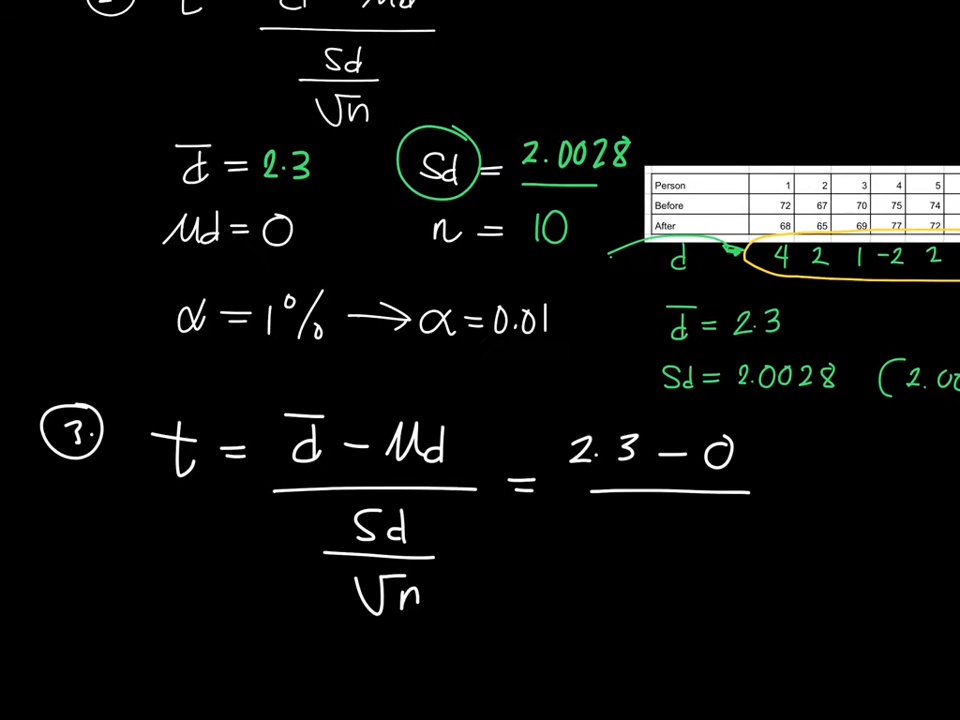 Sd
√n
d̄ = 2.3
Sd = 2.0028
μd = 0
n = 10
α = 1% → α = 0.01
Person 1 2 3 4 5
Before 72 67 70 75 74
After 68 65 69 77 72
d 4 2 1 -2 2
d̄ = 2.3
Sd = 2.0028 (2.00
3. t = d̄ - μd = 2.3 - 0
Sd
√n